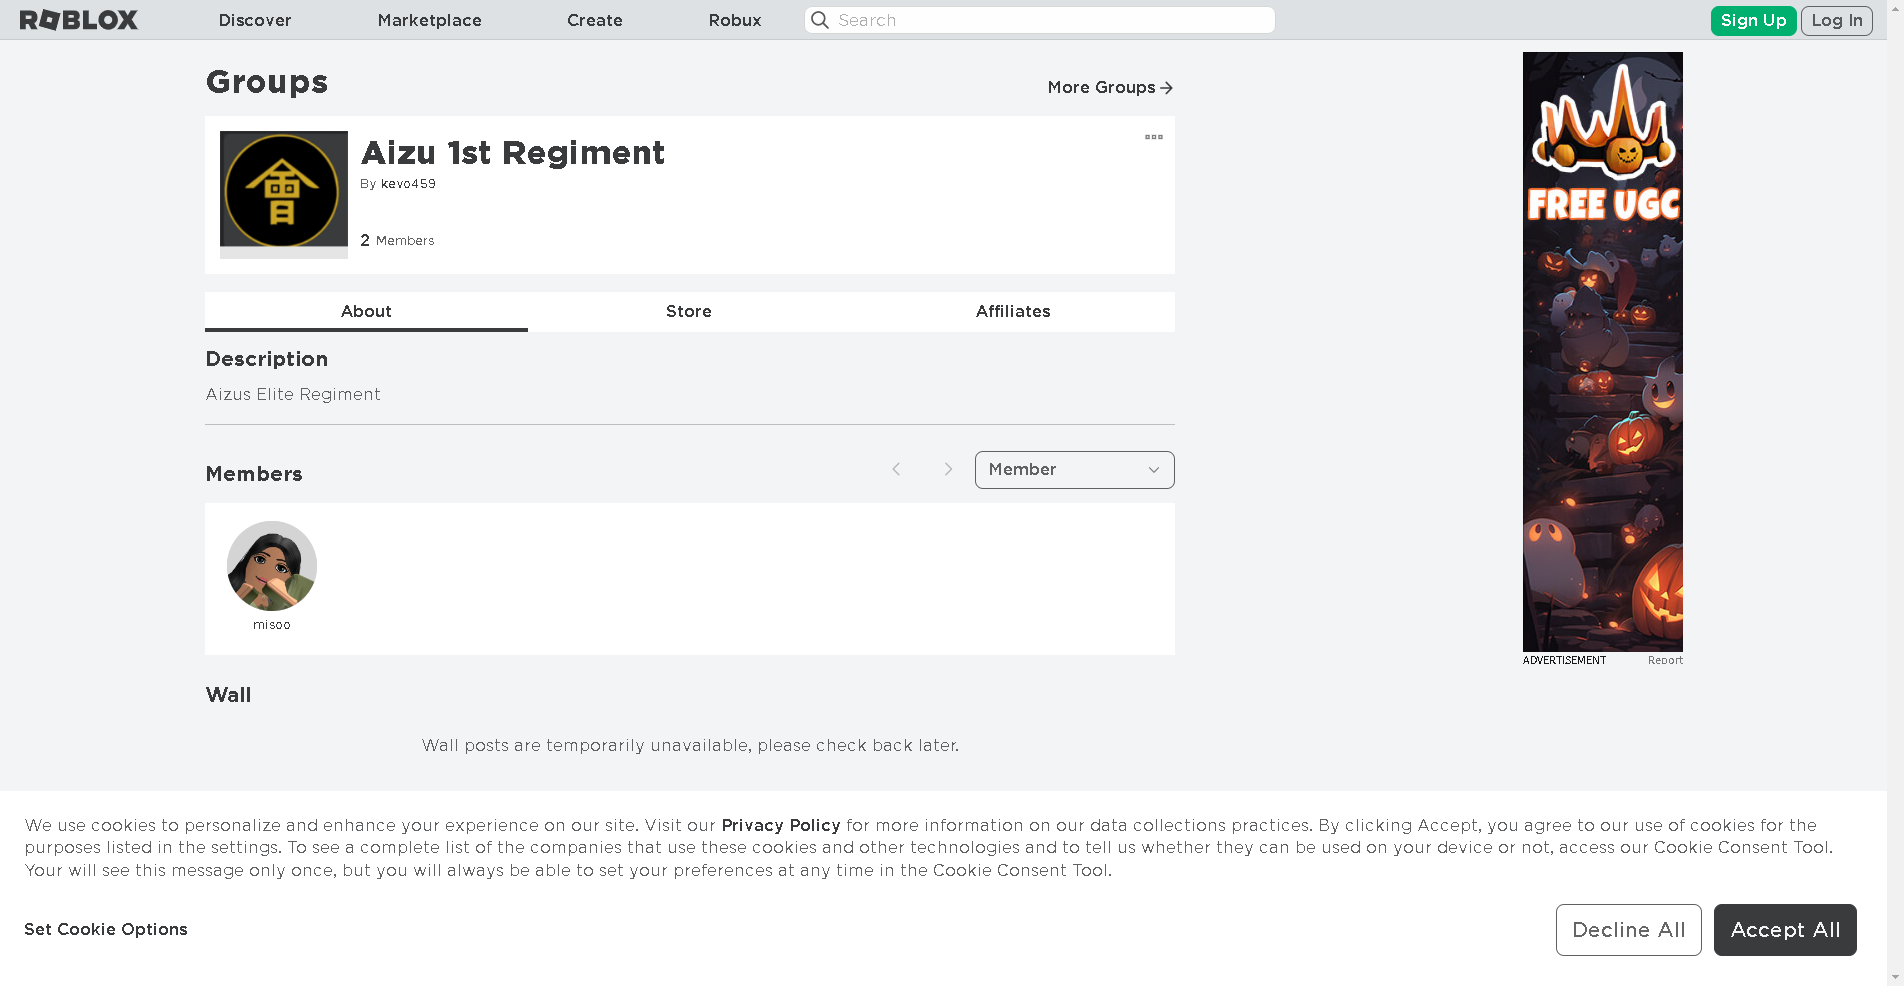 ROBLOX
Discover
Marketplace
Create
Robux
Search
Sign Up
Log In
Groups
More Groups
會
Aizu 1st Regiment
By kevo459
2 Members
About
Store
Affiliates
Description
Aizus Elite Regiment
Members
Member
misoo
Wall
Wall posts are temporarily unavailable, please check back later.
FREE UGC
ADVERTISEMENT
Report
We use cookies to personalize and enhance your experience on our site. Visit our Privacy Policy for more information on our data collections practices. By clicking Accept, you agree to our use of cookies for the
purposes listed in the settings. To see a complete list of the companies that use these cookies and other technologies and to tell us whether they can be used on your device or not, access our Cookie Consent Tool.
Your will see this message only once, but you will always be able to set your preferences at any time in the Cookie Consent Tool.
Set Cookie Options
Decline All
Accept All